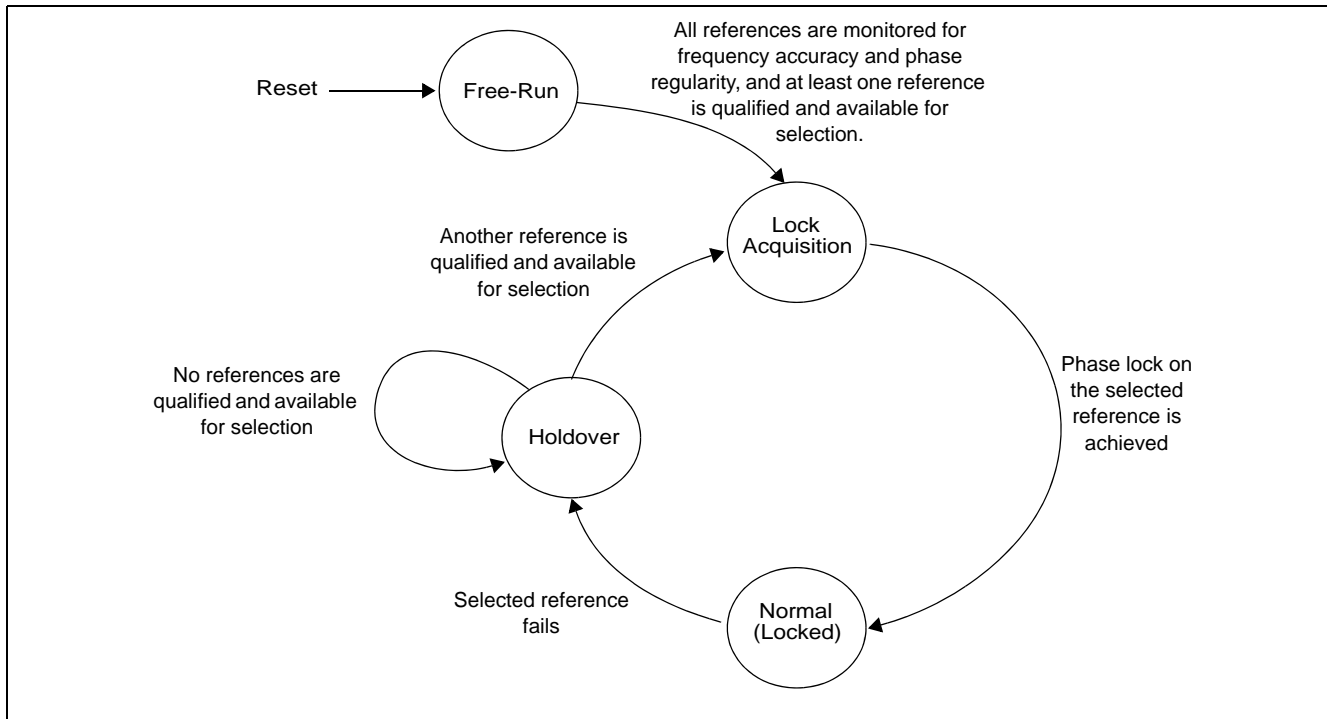 All references are monitored for
frequency accuracy and phase
regularity, and at least one reference
is qualified and available for
selection.
Reset
Free-Run
Lock
Acquisition
Another reference is
qualified and available
for selection
No references are
qualified and available
for selection
Holdover
Phase lock on
the selected
reference is
achieved
Selected reference
fails
Normal
(Locked)